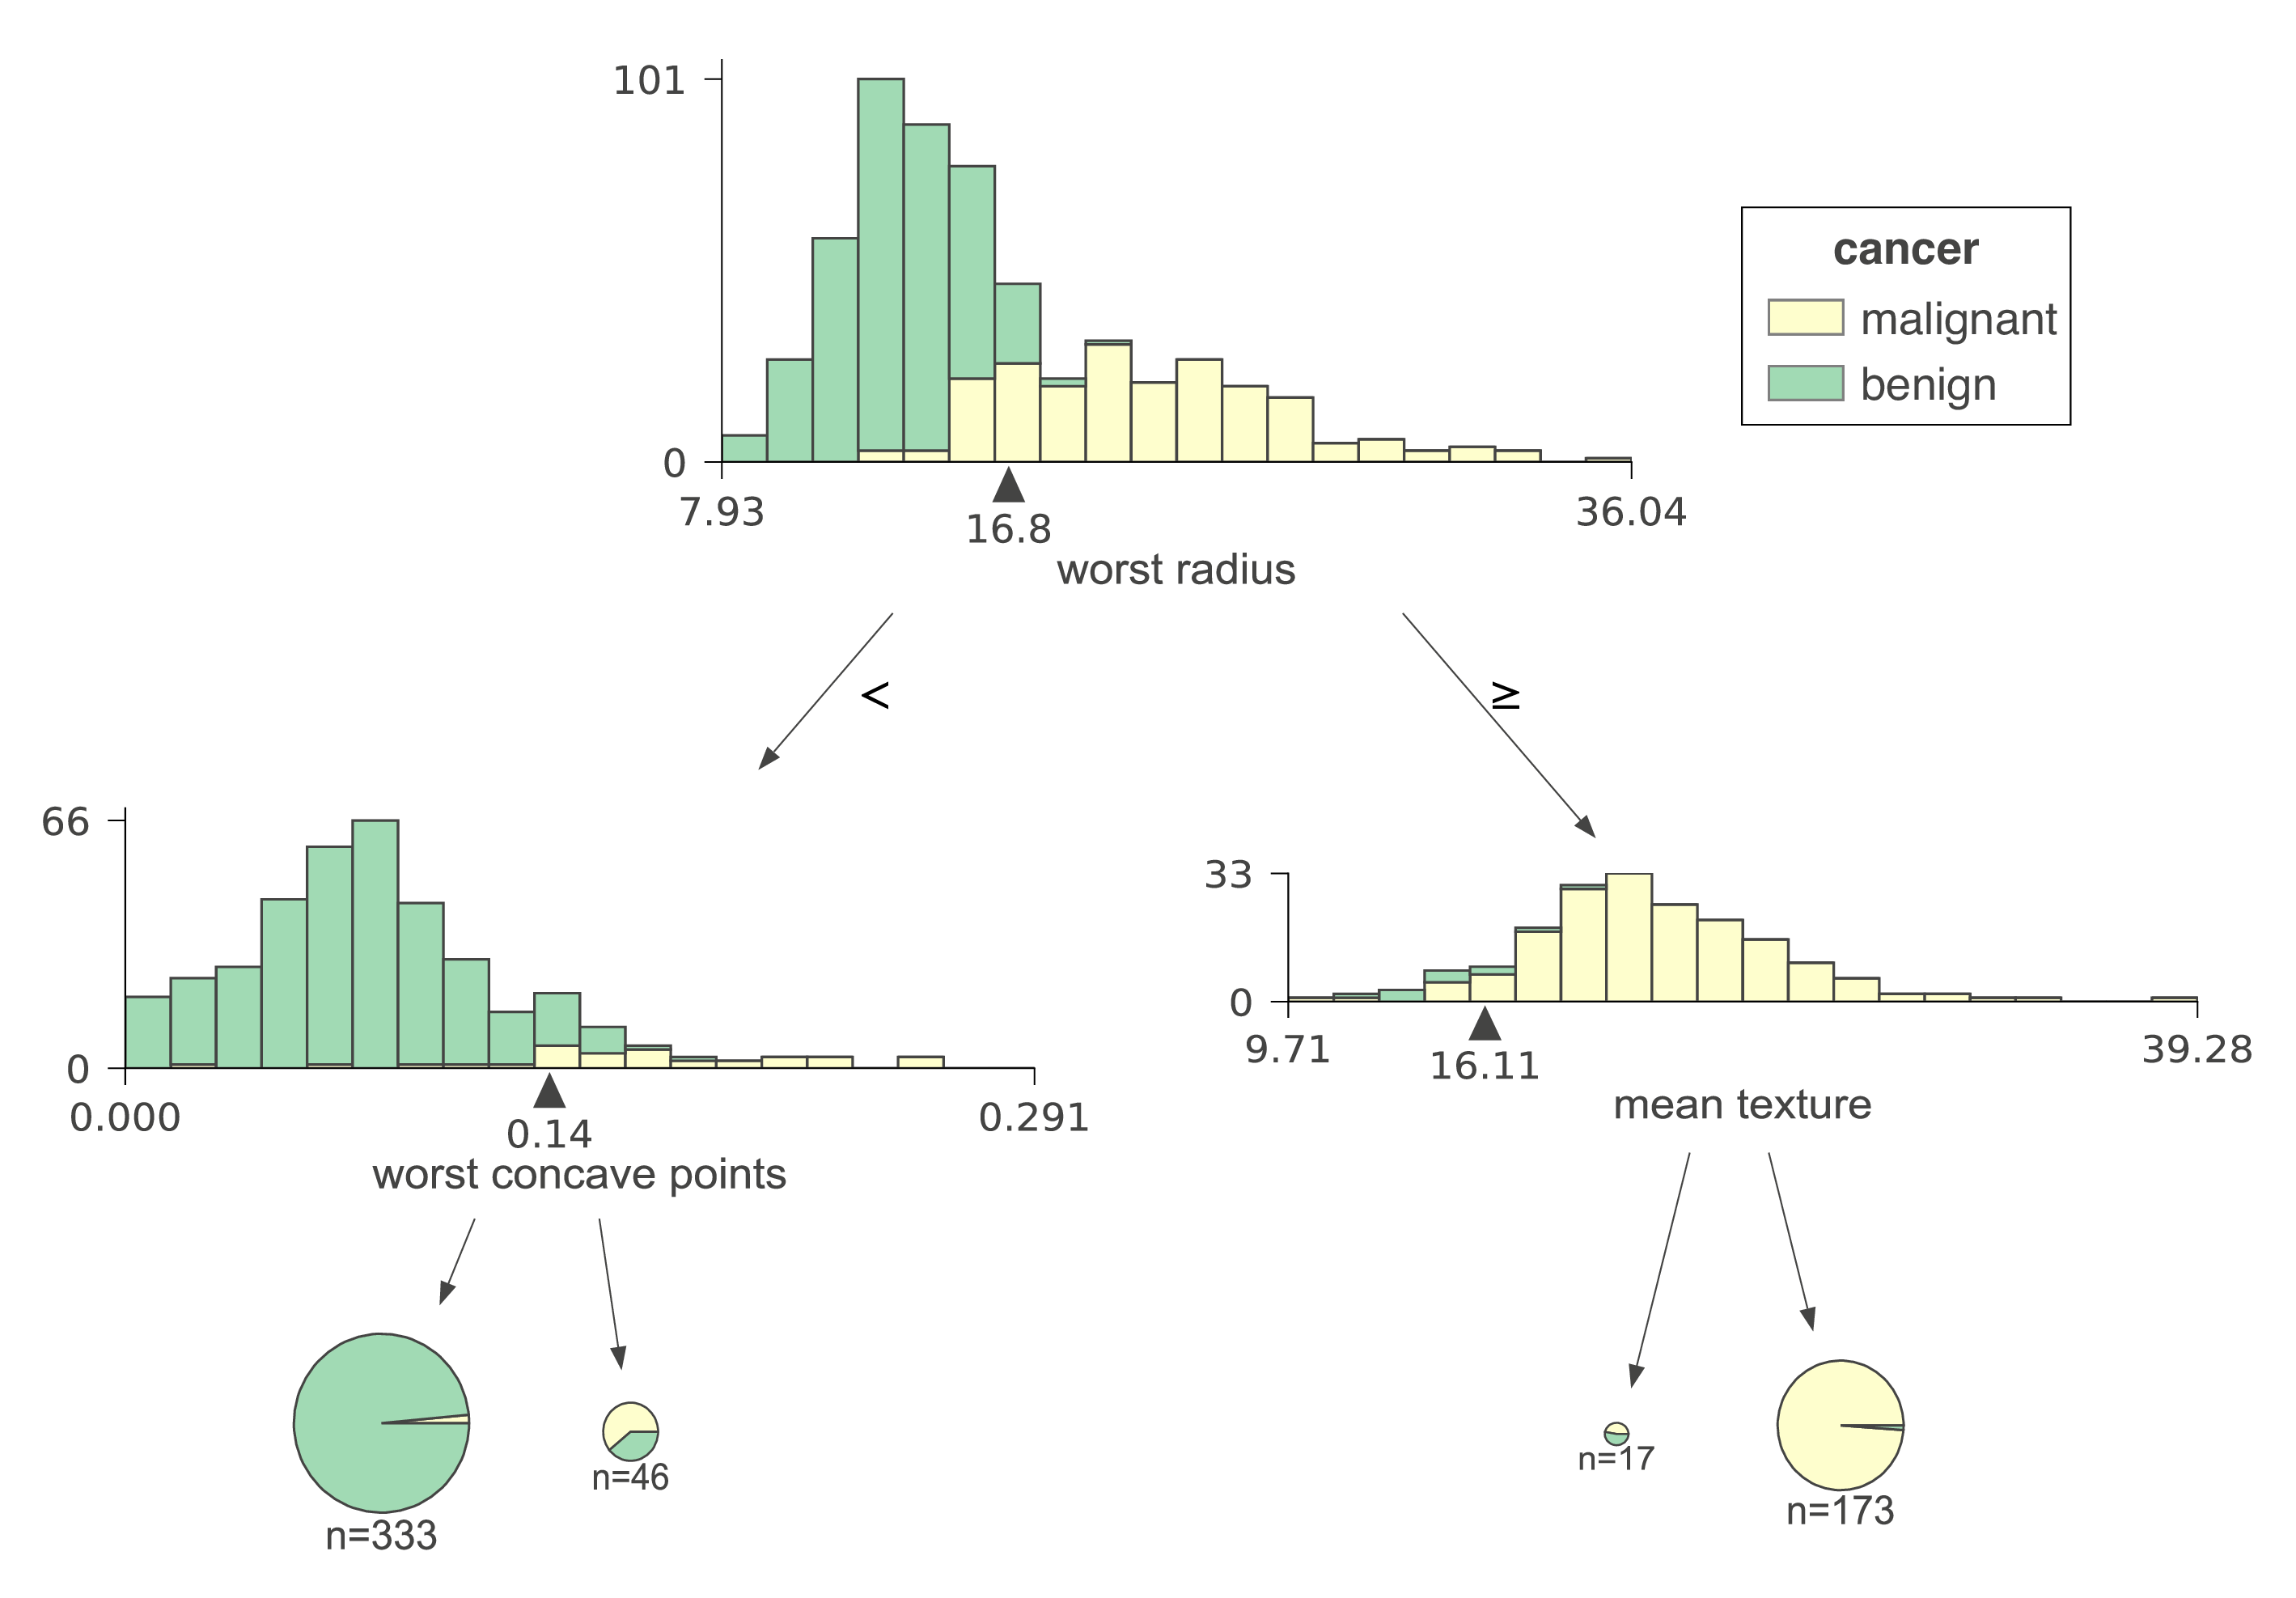 101
0
7.93
36.04
16.8
worst radius
cancer
malignant
benign
<
≥
66
0
0.000
0.291
0.14
worst concave points
33
0
9.71
39.28
16.11
mean texture
n=333
n=46
n=17
n=173